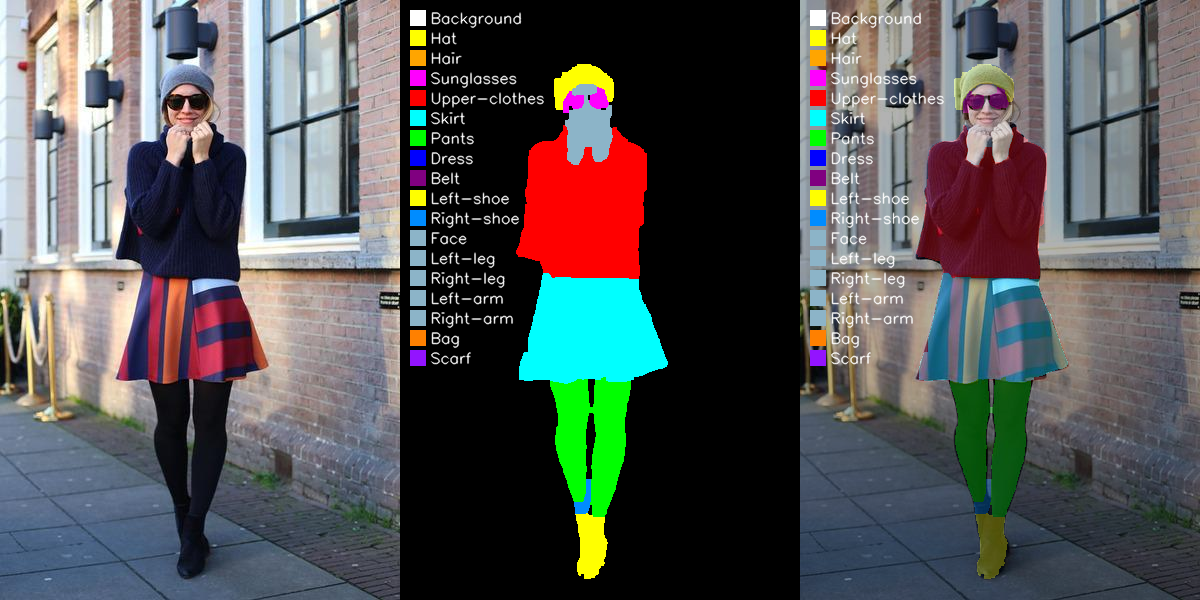 Background
Hat
Hair
Sunglasses
Upper-clothes
Skirt
Pants
Dress
Belt
Left-shoe
Right-shoe
Face
Left-leg
Right-leg
Left-arm
Right-arm
Bag
Scarf
Background
Hat
Hair
Sunglasses
Upper-clothes
Skirt
Pants
Dress
Belt
Left-shoe
Right-shoe
Face
Left-leg
Right-leg
Left-arm
Right-arm
Bag
Scarf